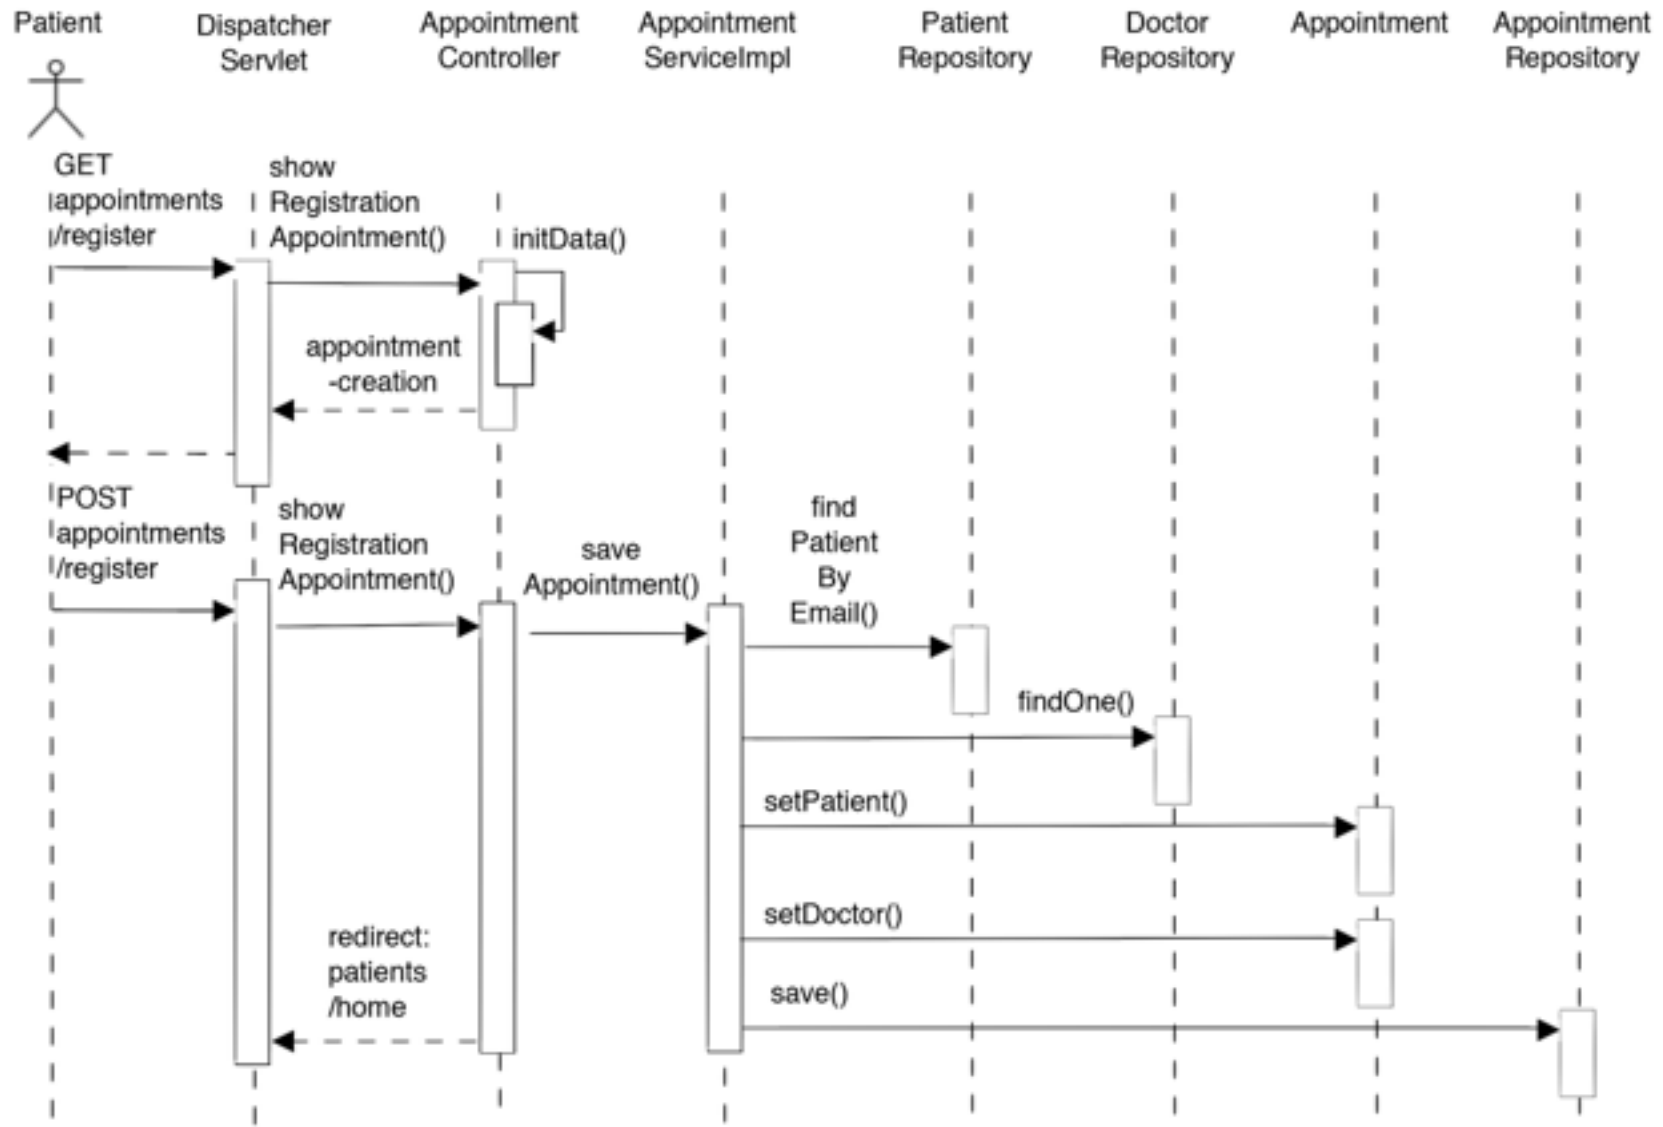 Patient
Dispatcher
Servlet
Appointment
Controller
Appointment
ServiceImpl
Patient
Repository
Doctor
Repository
Appointment
Appointment
Repository
GET
appointments
/register
show
Registration
Appointment()
initData()
appointment
-creation
POST
appointments
/register
show
Registration
Appointment()
save
Appointment()
find
Patient
By
Email()
findOne()
setPatient()
setDoctor()
redirect:
patients
/home
save()